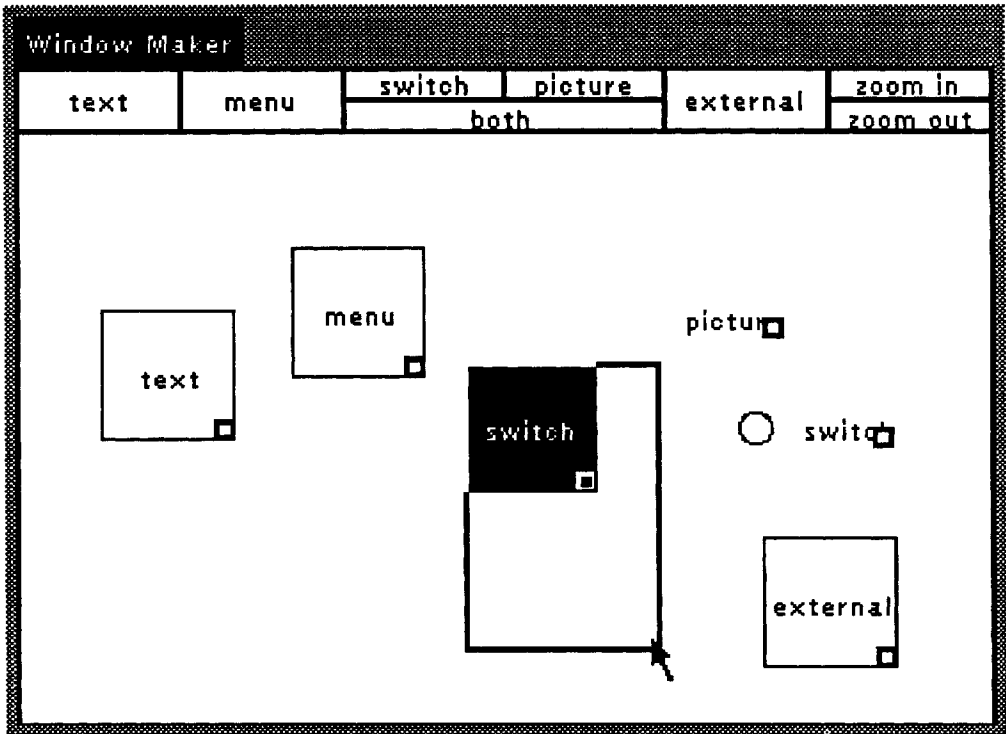 Window Maker
text menu switch picture external zoom in
both zoom out
menu
pictur
text
switch
switc
external